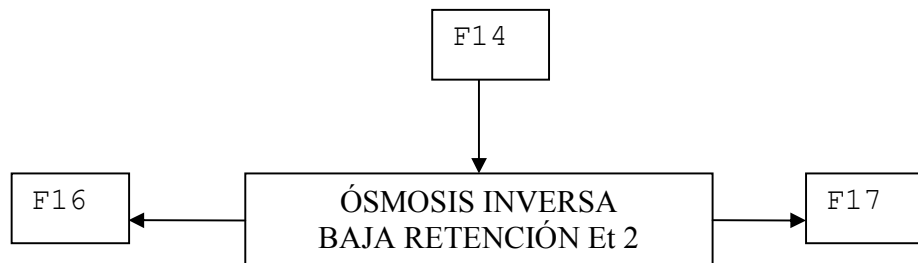 F14
F16
ÓSMOSIS INVERSA
BAJA RETENCIÓN Et 2
F17